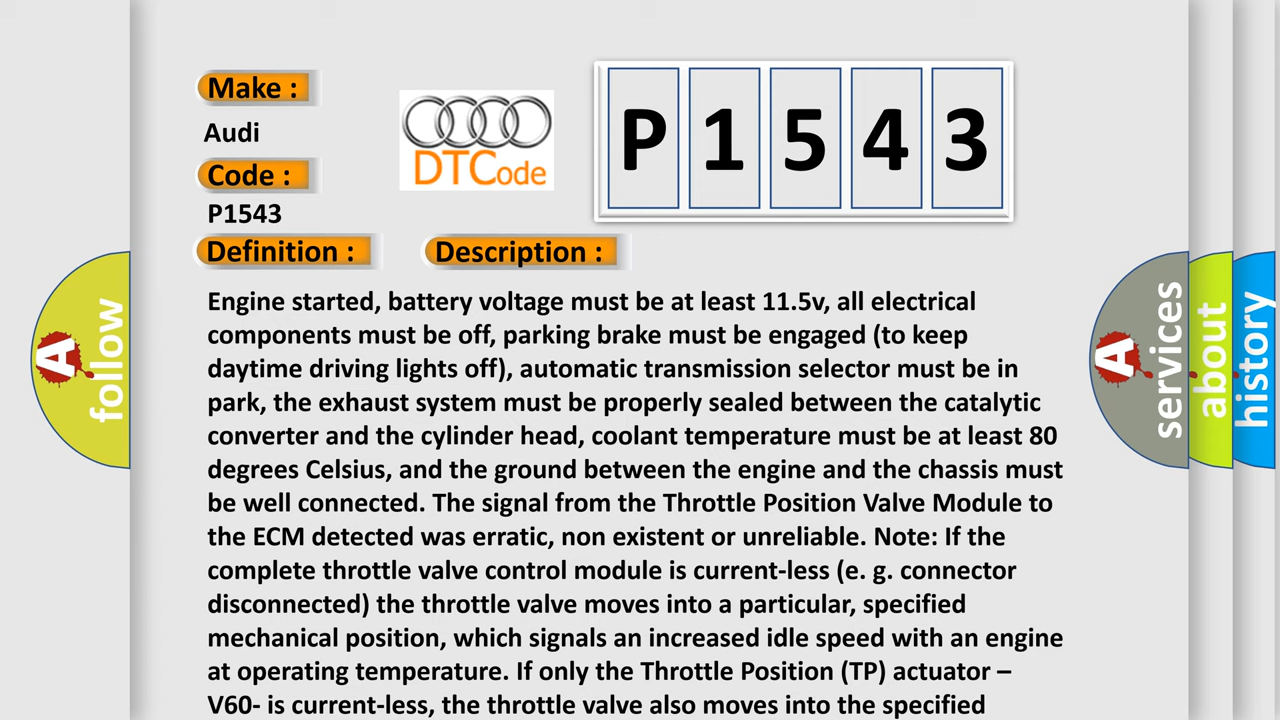 Make :
Audi
Code :
P1543
DTCode
P1543
Definition :
Description :
Engine started, battery voltage must be at least 11.5v, all electrical
components must be off, parking brake must be engaged (to keep
daytime driving lights off), automatic transmission selector must be in
park, the exhaust system must be properly sealed between the catalytic
converter and the cylinder head, coolant temperature must be at least 80
degrees Celsius, and the ground between the engine and the chassis must
be well connected. The signal from the Throttle Position Valve Module to
the ECM detected was erratic, non existent or unreliable. Note: If the
complete throttle valve control module is current-less (e. g. connector
disconnected) the throttle valve moves into a particular, specified
mechanical position, which signals an increased idle speed with an engine
at operating temperature. If only the Throttle Position (TP) actuator –
V60- is current-less, the throttle valve also moves into the specified
A
follow
A
services
about
history